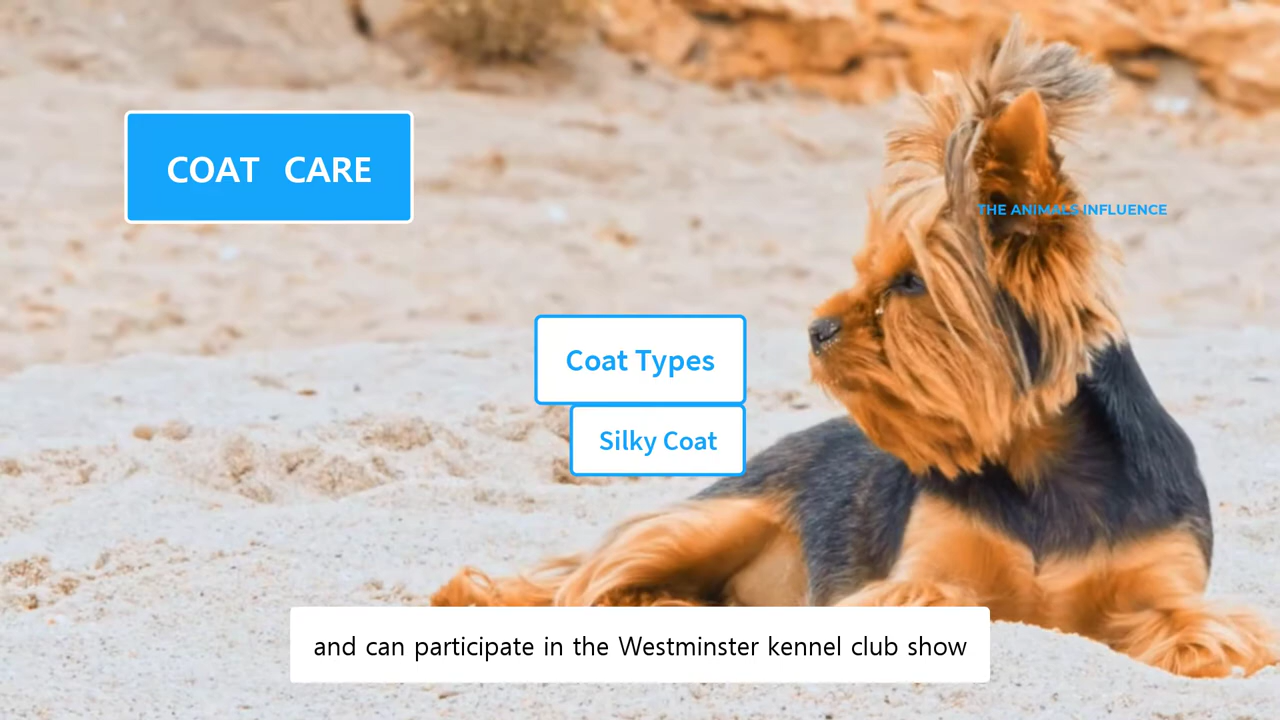 COAT CARE
THE ANIMALS INFLUENCE
Coat Types
Silky Coat
and can participate in the Westminster kennel club show